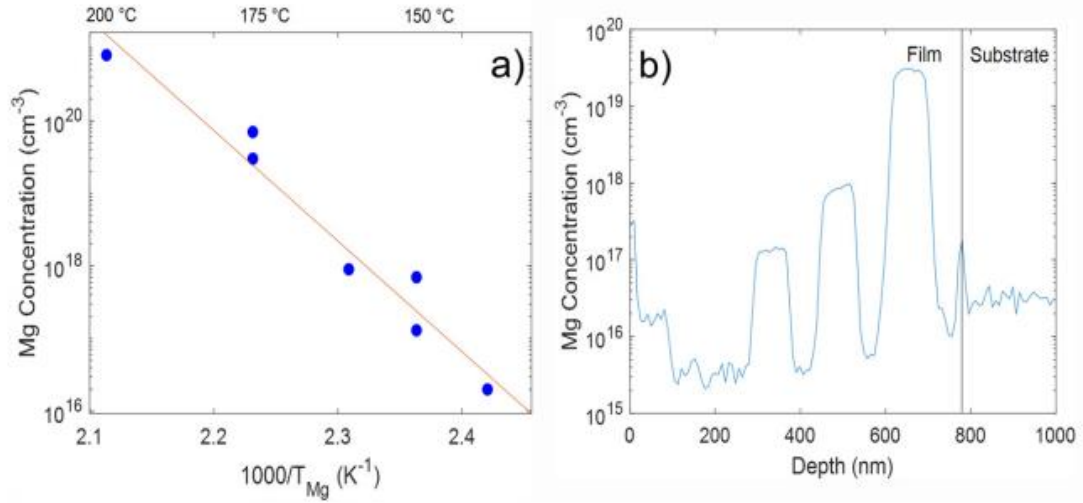 200 °C 175 °C 150 °C
a)
Mg Concentration (cm⁻³)
10²⁰
10¹⁸
10¹⁶
2.1 2.2 2.3 2.4
1000/T_Mg (K⁻¹)
b)
Film Substrate
Mg Concentration (cm⁻³)
10²⁰
10¹⁹
10¹⁸
10¹⁷
10¹⁶
10¹⁵
0 200 400 600 800 1000
Depth (nm)